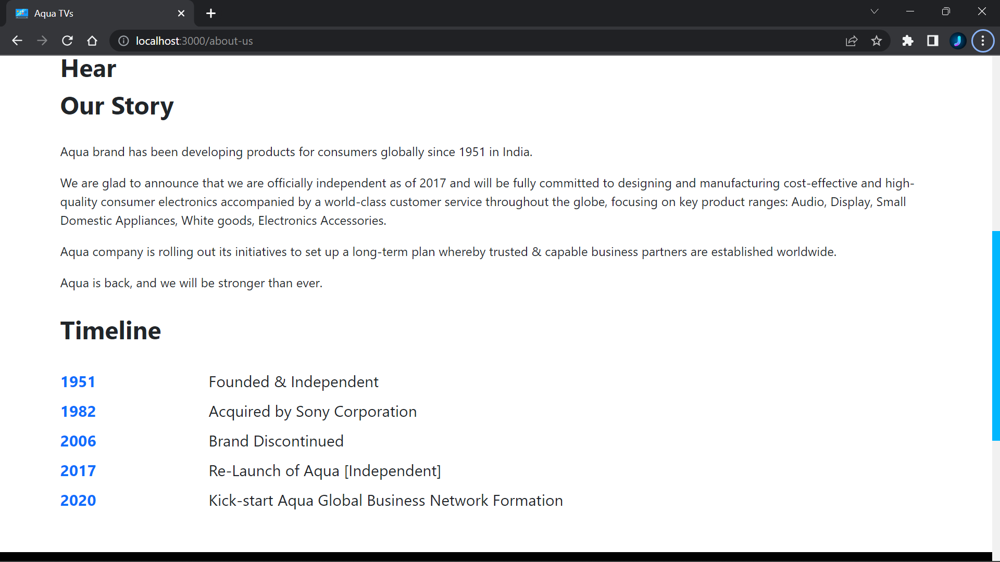 Aqua TVs
localhost:3000/about-us
Hear
Our Story
Aqua brand has been developing products for consumers globally since 1951 in India.
We are glad to announce that we are officially independent as of 2017 and will be fully committed to designing and manufacturing cost-effective and high-
quality consumer electronics accompanied by a world-class customer service throughout the globe, focusing on key product ranges: Audio, Display, Small
Domestic Appliances, White goods, Electronics Accessories.
Aqua company is rolling out its initiatives to set up a long-term plan whereby trusted & capable business partners are established worldwide.
Aqua is back, and we will be stronger than ever.
Timeline
1951 Founded & Independent
1982 Acquired by Sony Corporation
2006 Brand Discontinued
2017 Re-Launch of Aqua [Independent]
2020 Kick-start Aqua Global Business Network Formation